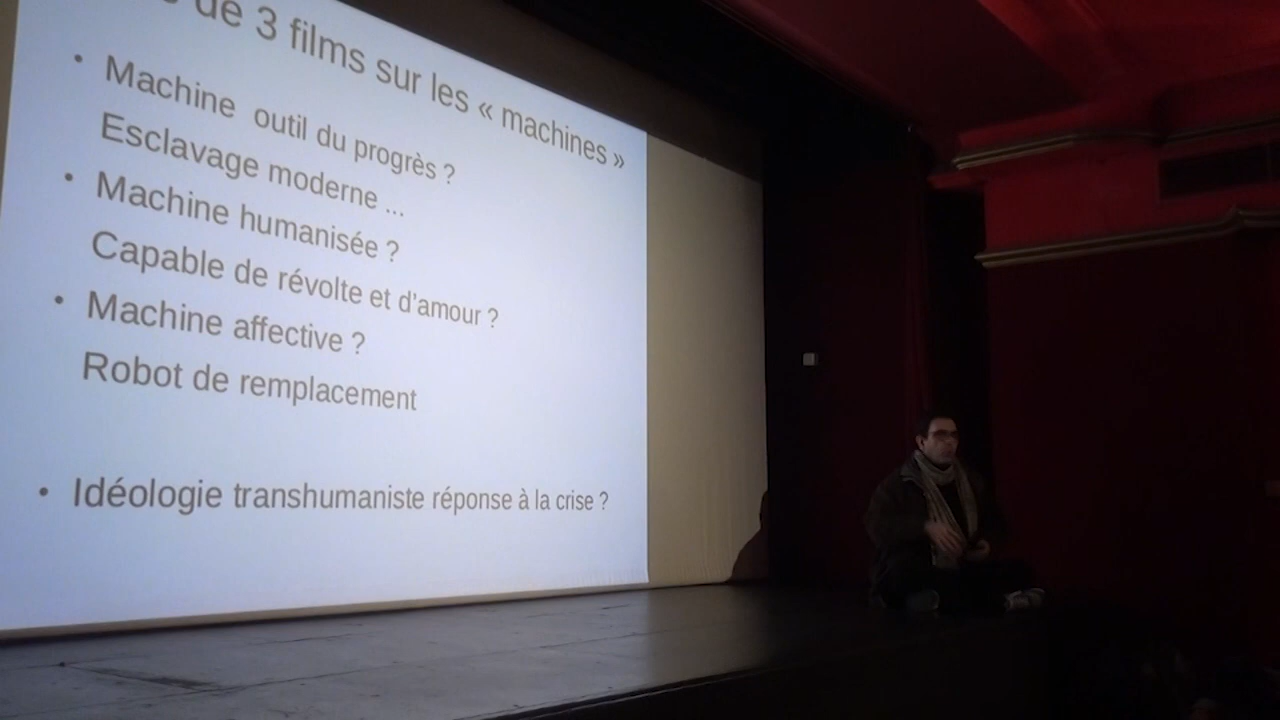 de 3 films sur les « machines »
• Machine outil du progrès ?
Esclavage moderne ...
• Machine humanisée ?
Capable de révolte et d'amour ?
• Machine affective ?
Robot de remplacement
• Idéologie transhumaniste réponse à la crise ?